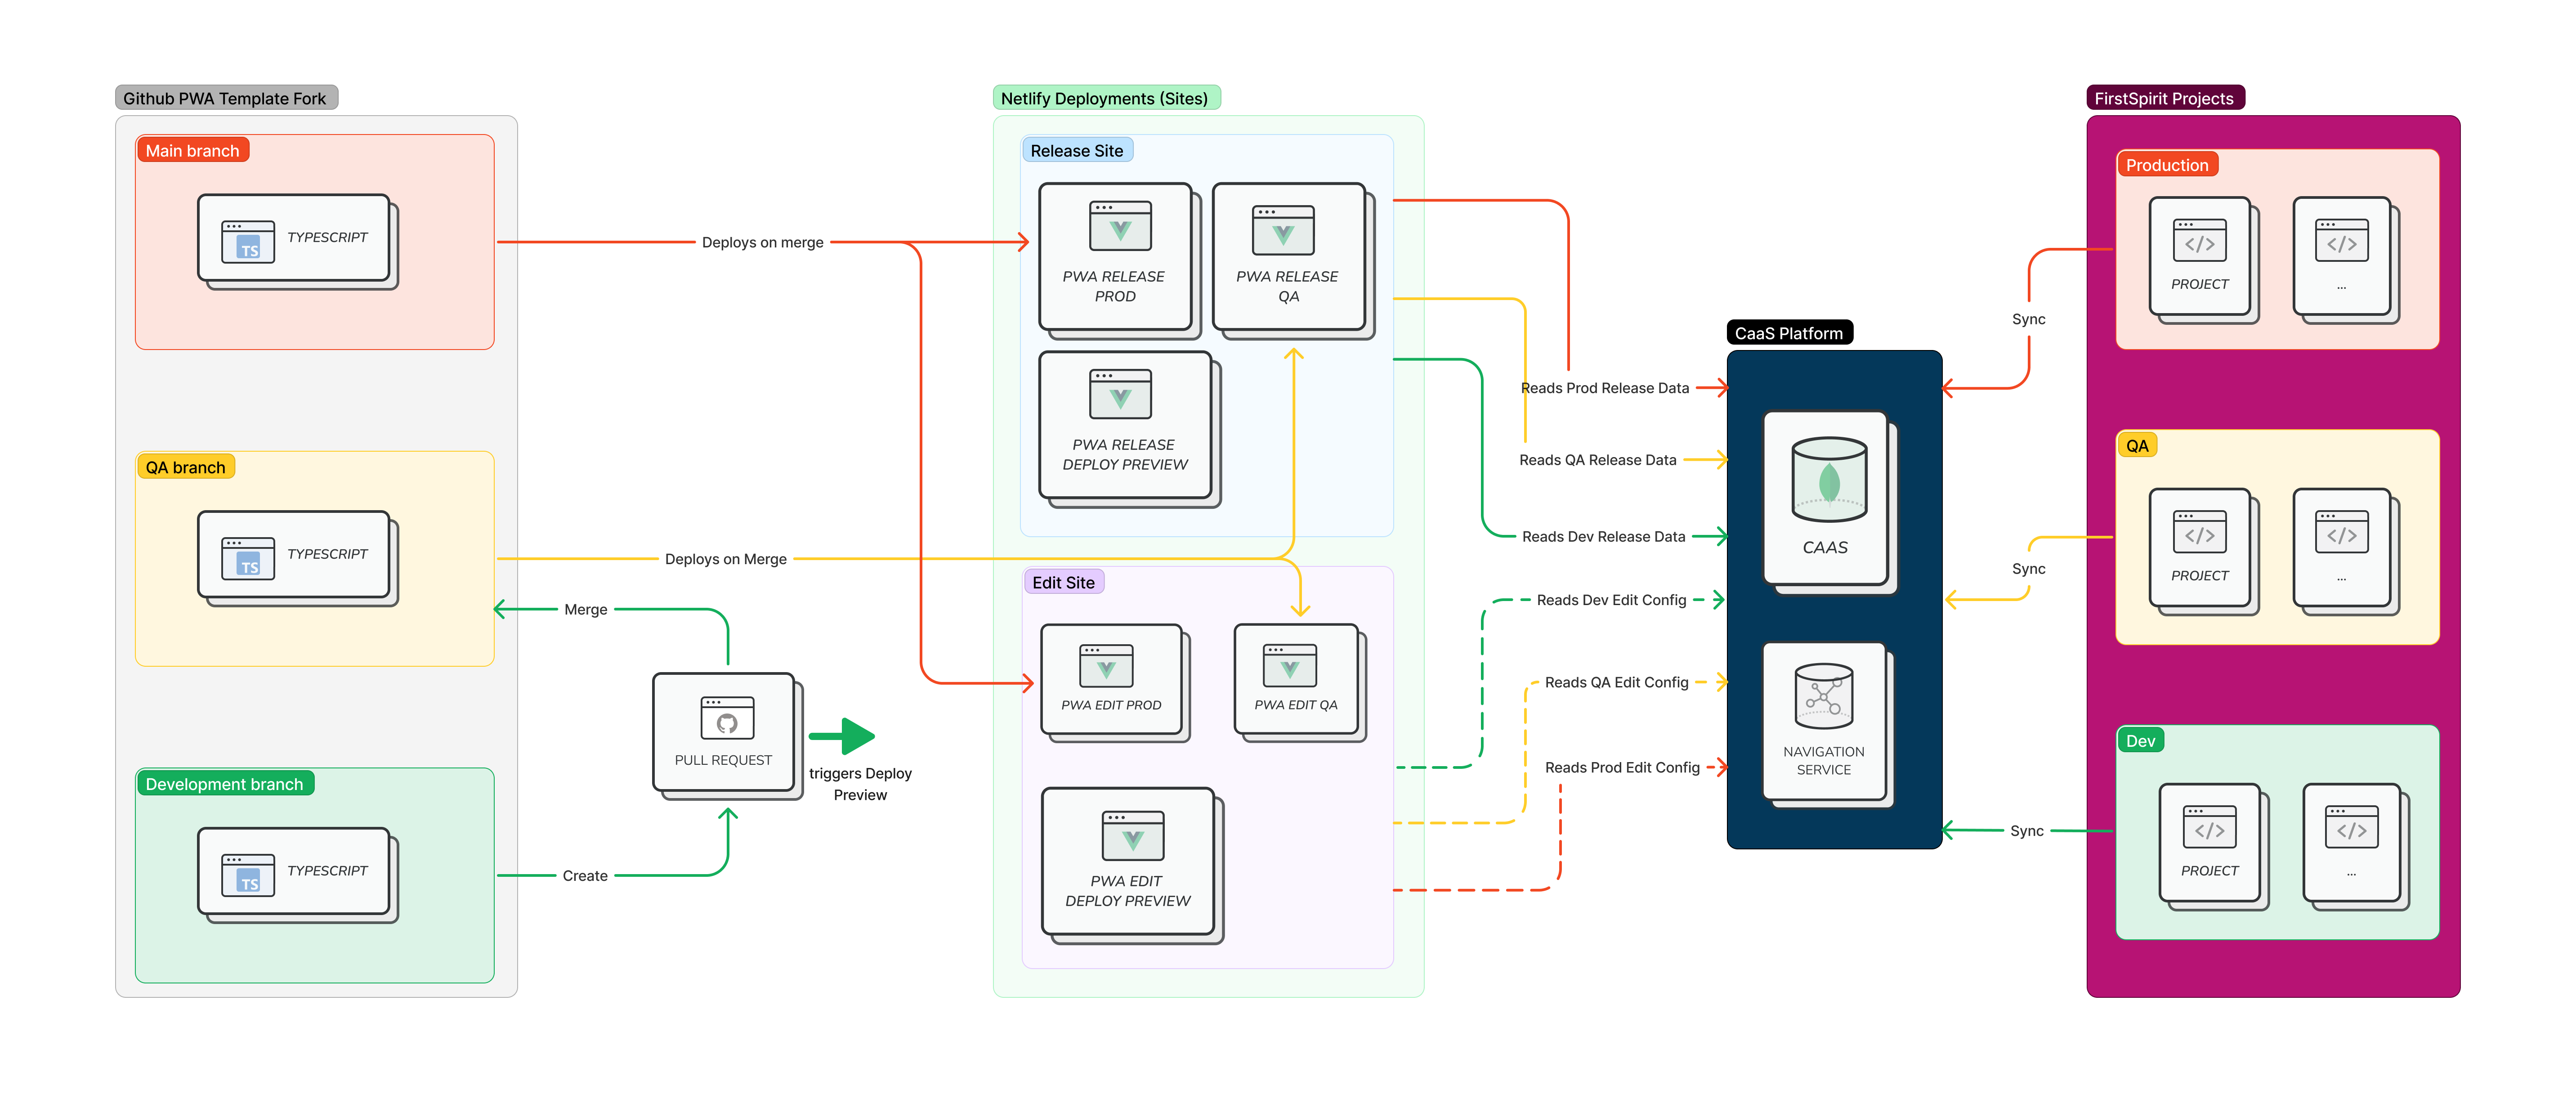 Github PWA Template Fork
Main branch
TS
TYPESCRIPT
QA branch
TS
TYPESCRIPT
Development branch
TS
TYPESCRIPT
Deploys on merge
Deploys on Merge
Merge
PULL REQUEST
triggers Deploy
Preview
Create
Netlify Deployments (Sites)
Release Site
PWA RELEASE
PROD
PWA RELEASE
QA
PWA RELEASE
DEPLOY PREVIEW
Edit Site
PWA EDIT PROD
PWA EDIT QA
PWA EDIT
DEPLOY PREVIEW
Reads Prod Release Data
Reads QA Release Data
Reads Dev Release Data
Reads Dev Edit Config
Reads QA Edit Config
Reads Prod Edit Config
CaaS Platform
CAAS
NAVIGATION
SERVICE
Sync
Sync
Sync
FirstSpirit Projects
Production
</>
PROJECT
</>
...
QA
</>
PROJECT
</>
...
Dev
</>
PROJECT
</>
...